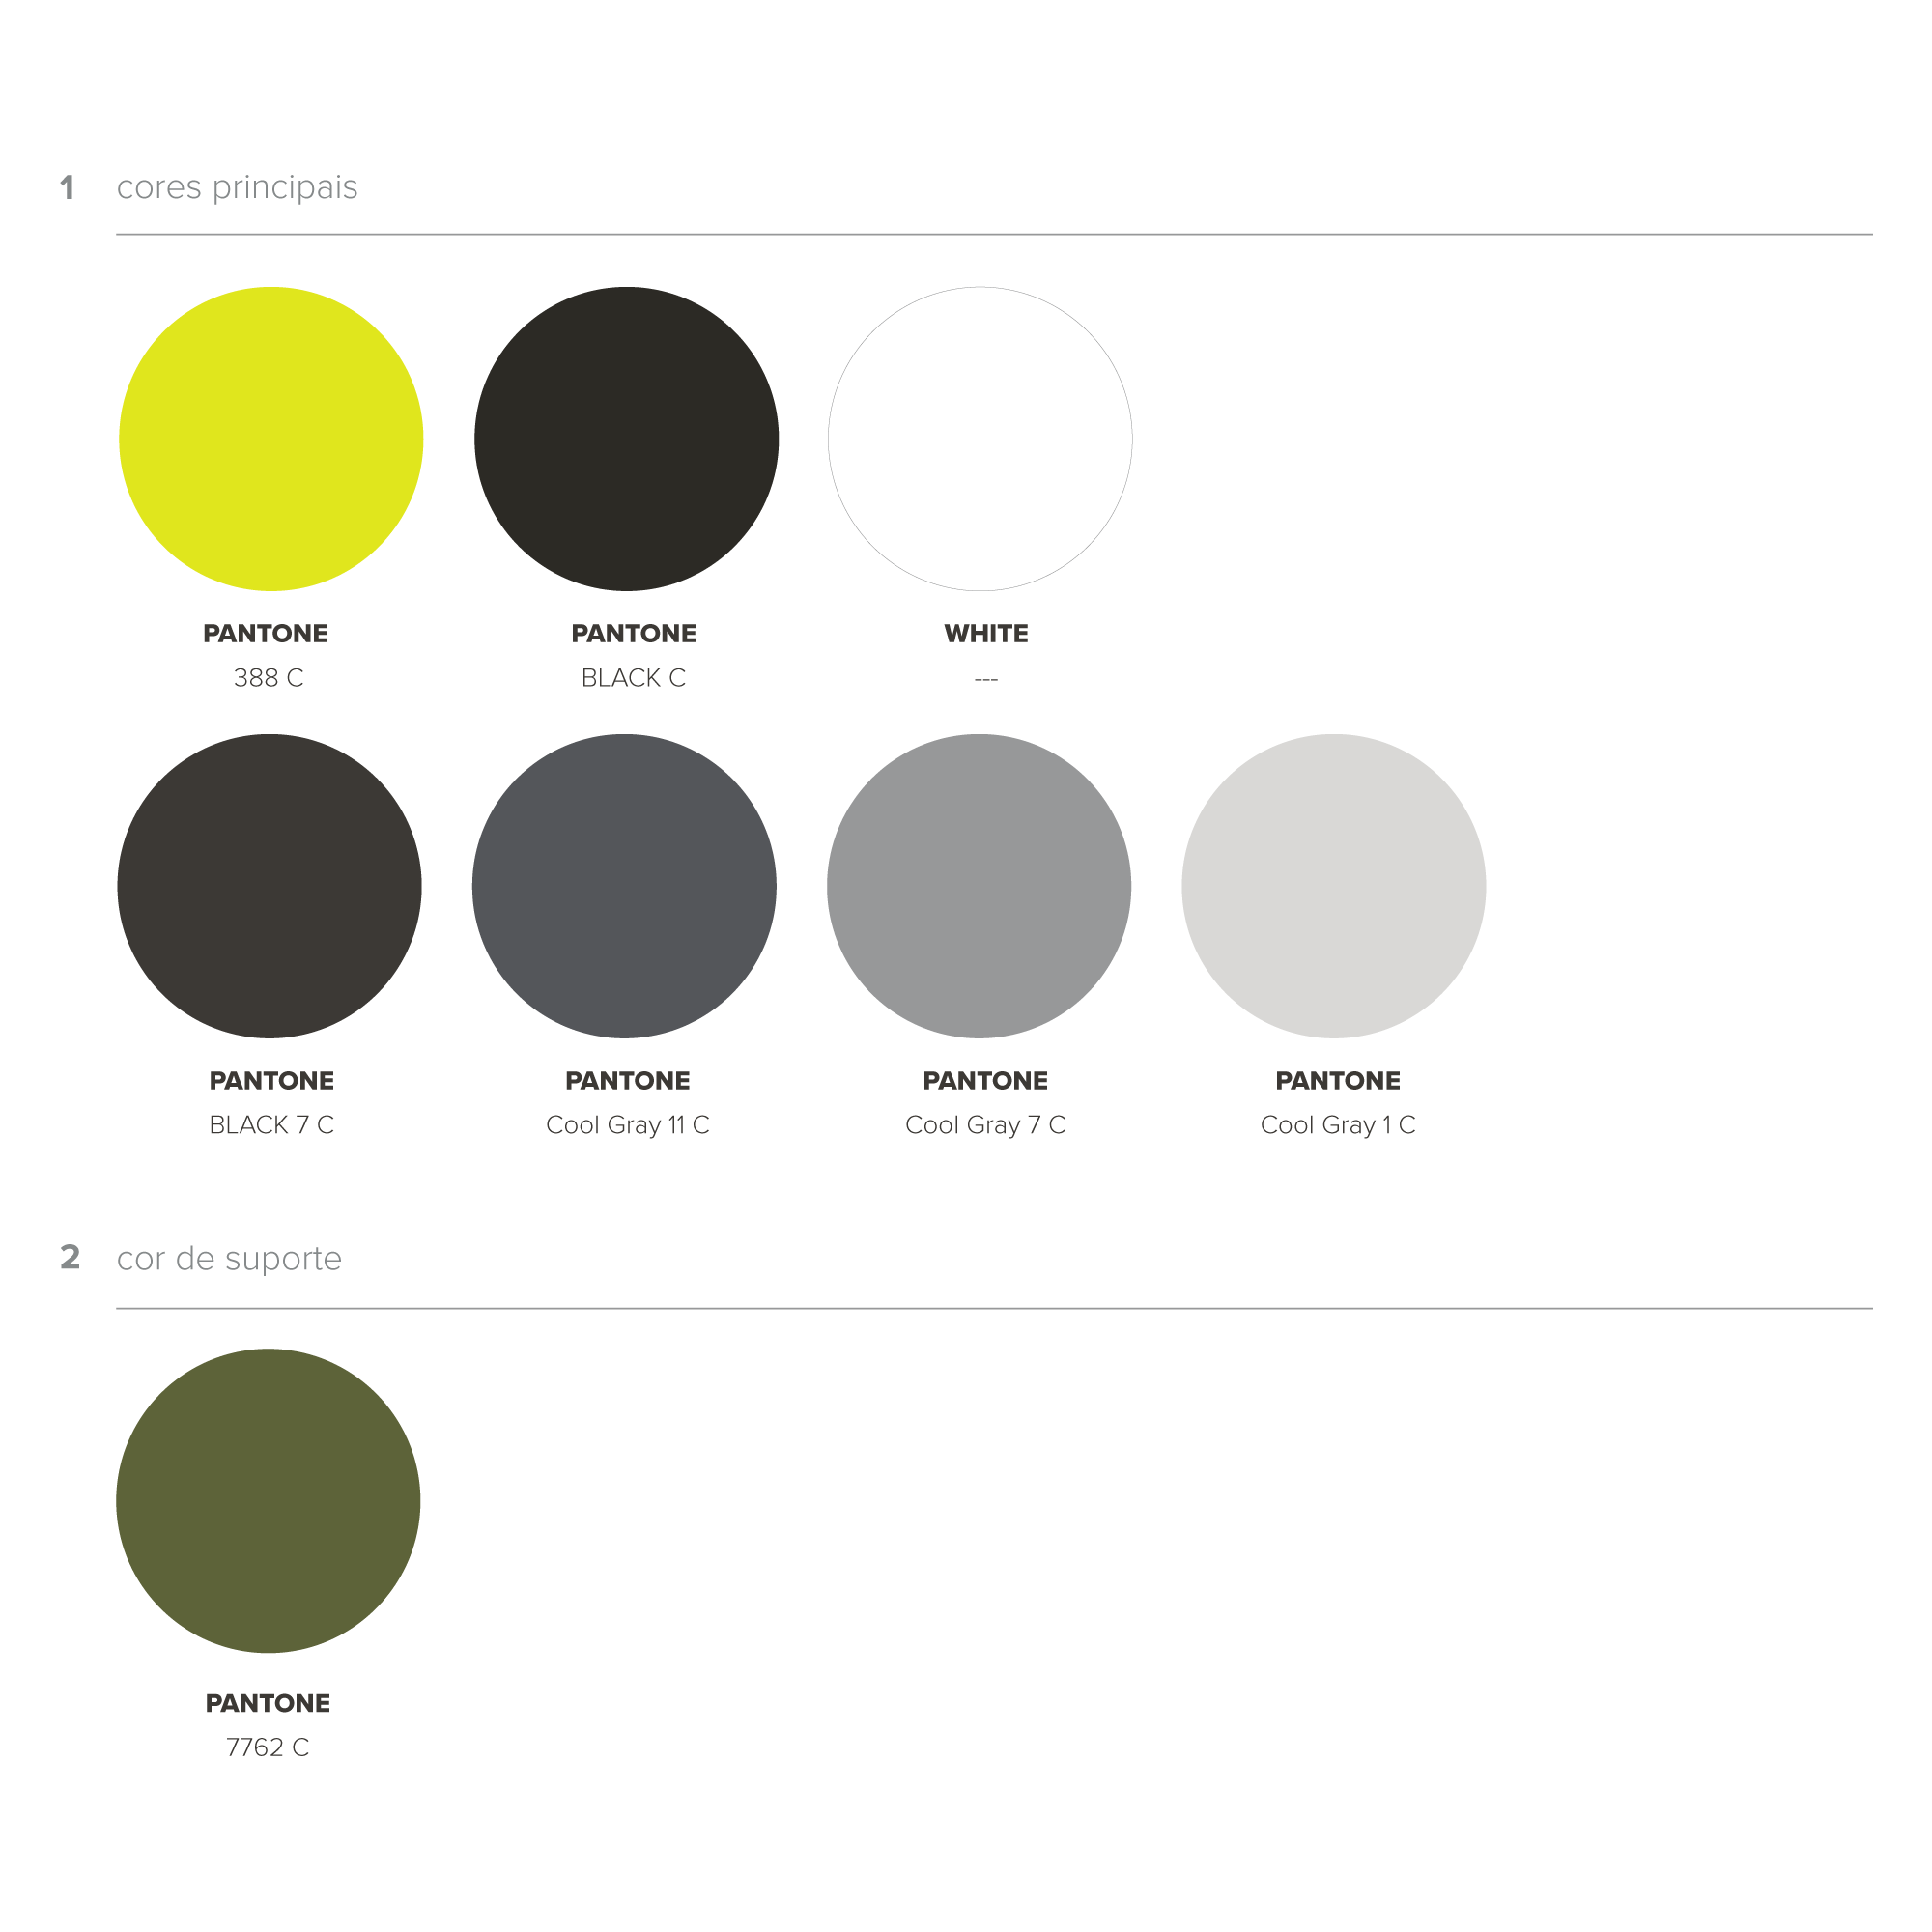 1 cores principais
PANTONE PANTONE WHITE
388 C BLACK C ---
PANTONE PANTONE PANTONE PANTONE
BLACK 7 C Cool Gray 11 C Cool Gray 7 C Cool Gray 1 C
2 cor de suporte
PANTONE
7762 C